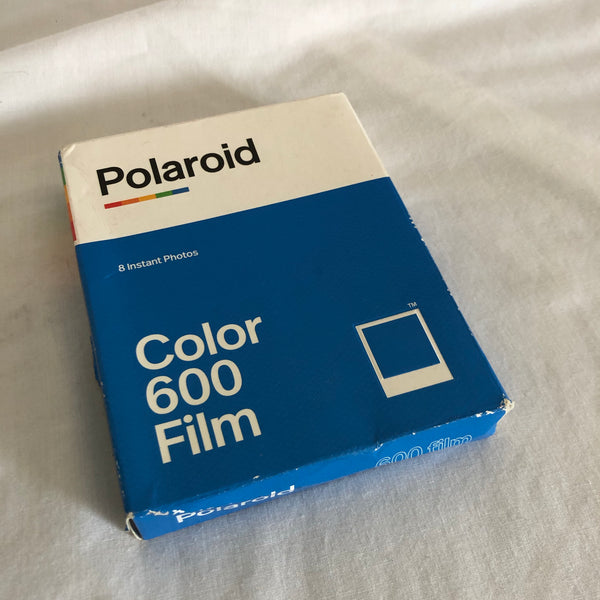 Polaroid
8 Instant Photos
TM
Color
600
Film
Polaroid
600 film